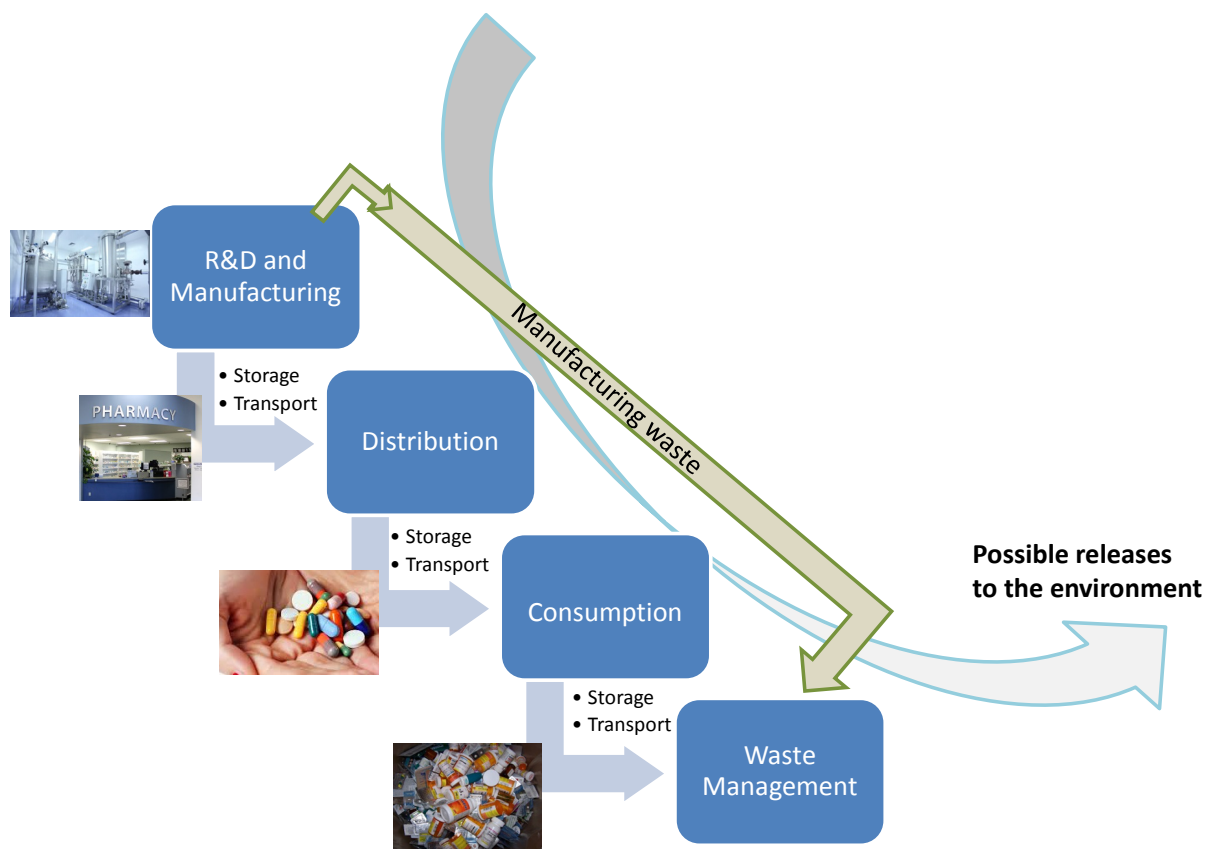 R&D and
Manufacturing
• Storage
• Transport
PHARMACY
Distribution
Manufacturing waste
• Storage
• Transport
Consumption
Possible releases
to the environment
• Storage
• Transport
Waste
Management